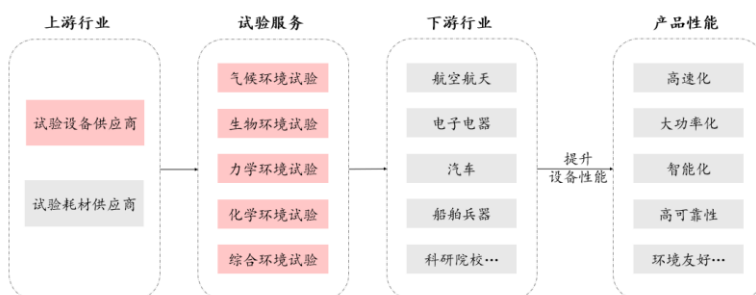 上游行业
试验设备供应商
试验耗材供应商
试验服务
气候环境试验
生物环境试验
力学环境试验
化学环境试验
综合环境试验
下游行业
航空航天
电子电器
汽车
船舶兵器
科研院校…
提升
设备性能
产品性能
高速化
大功率化
智能化
高可靠性
环境友好…